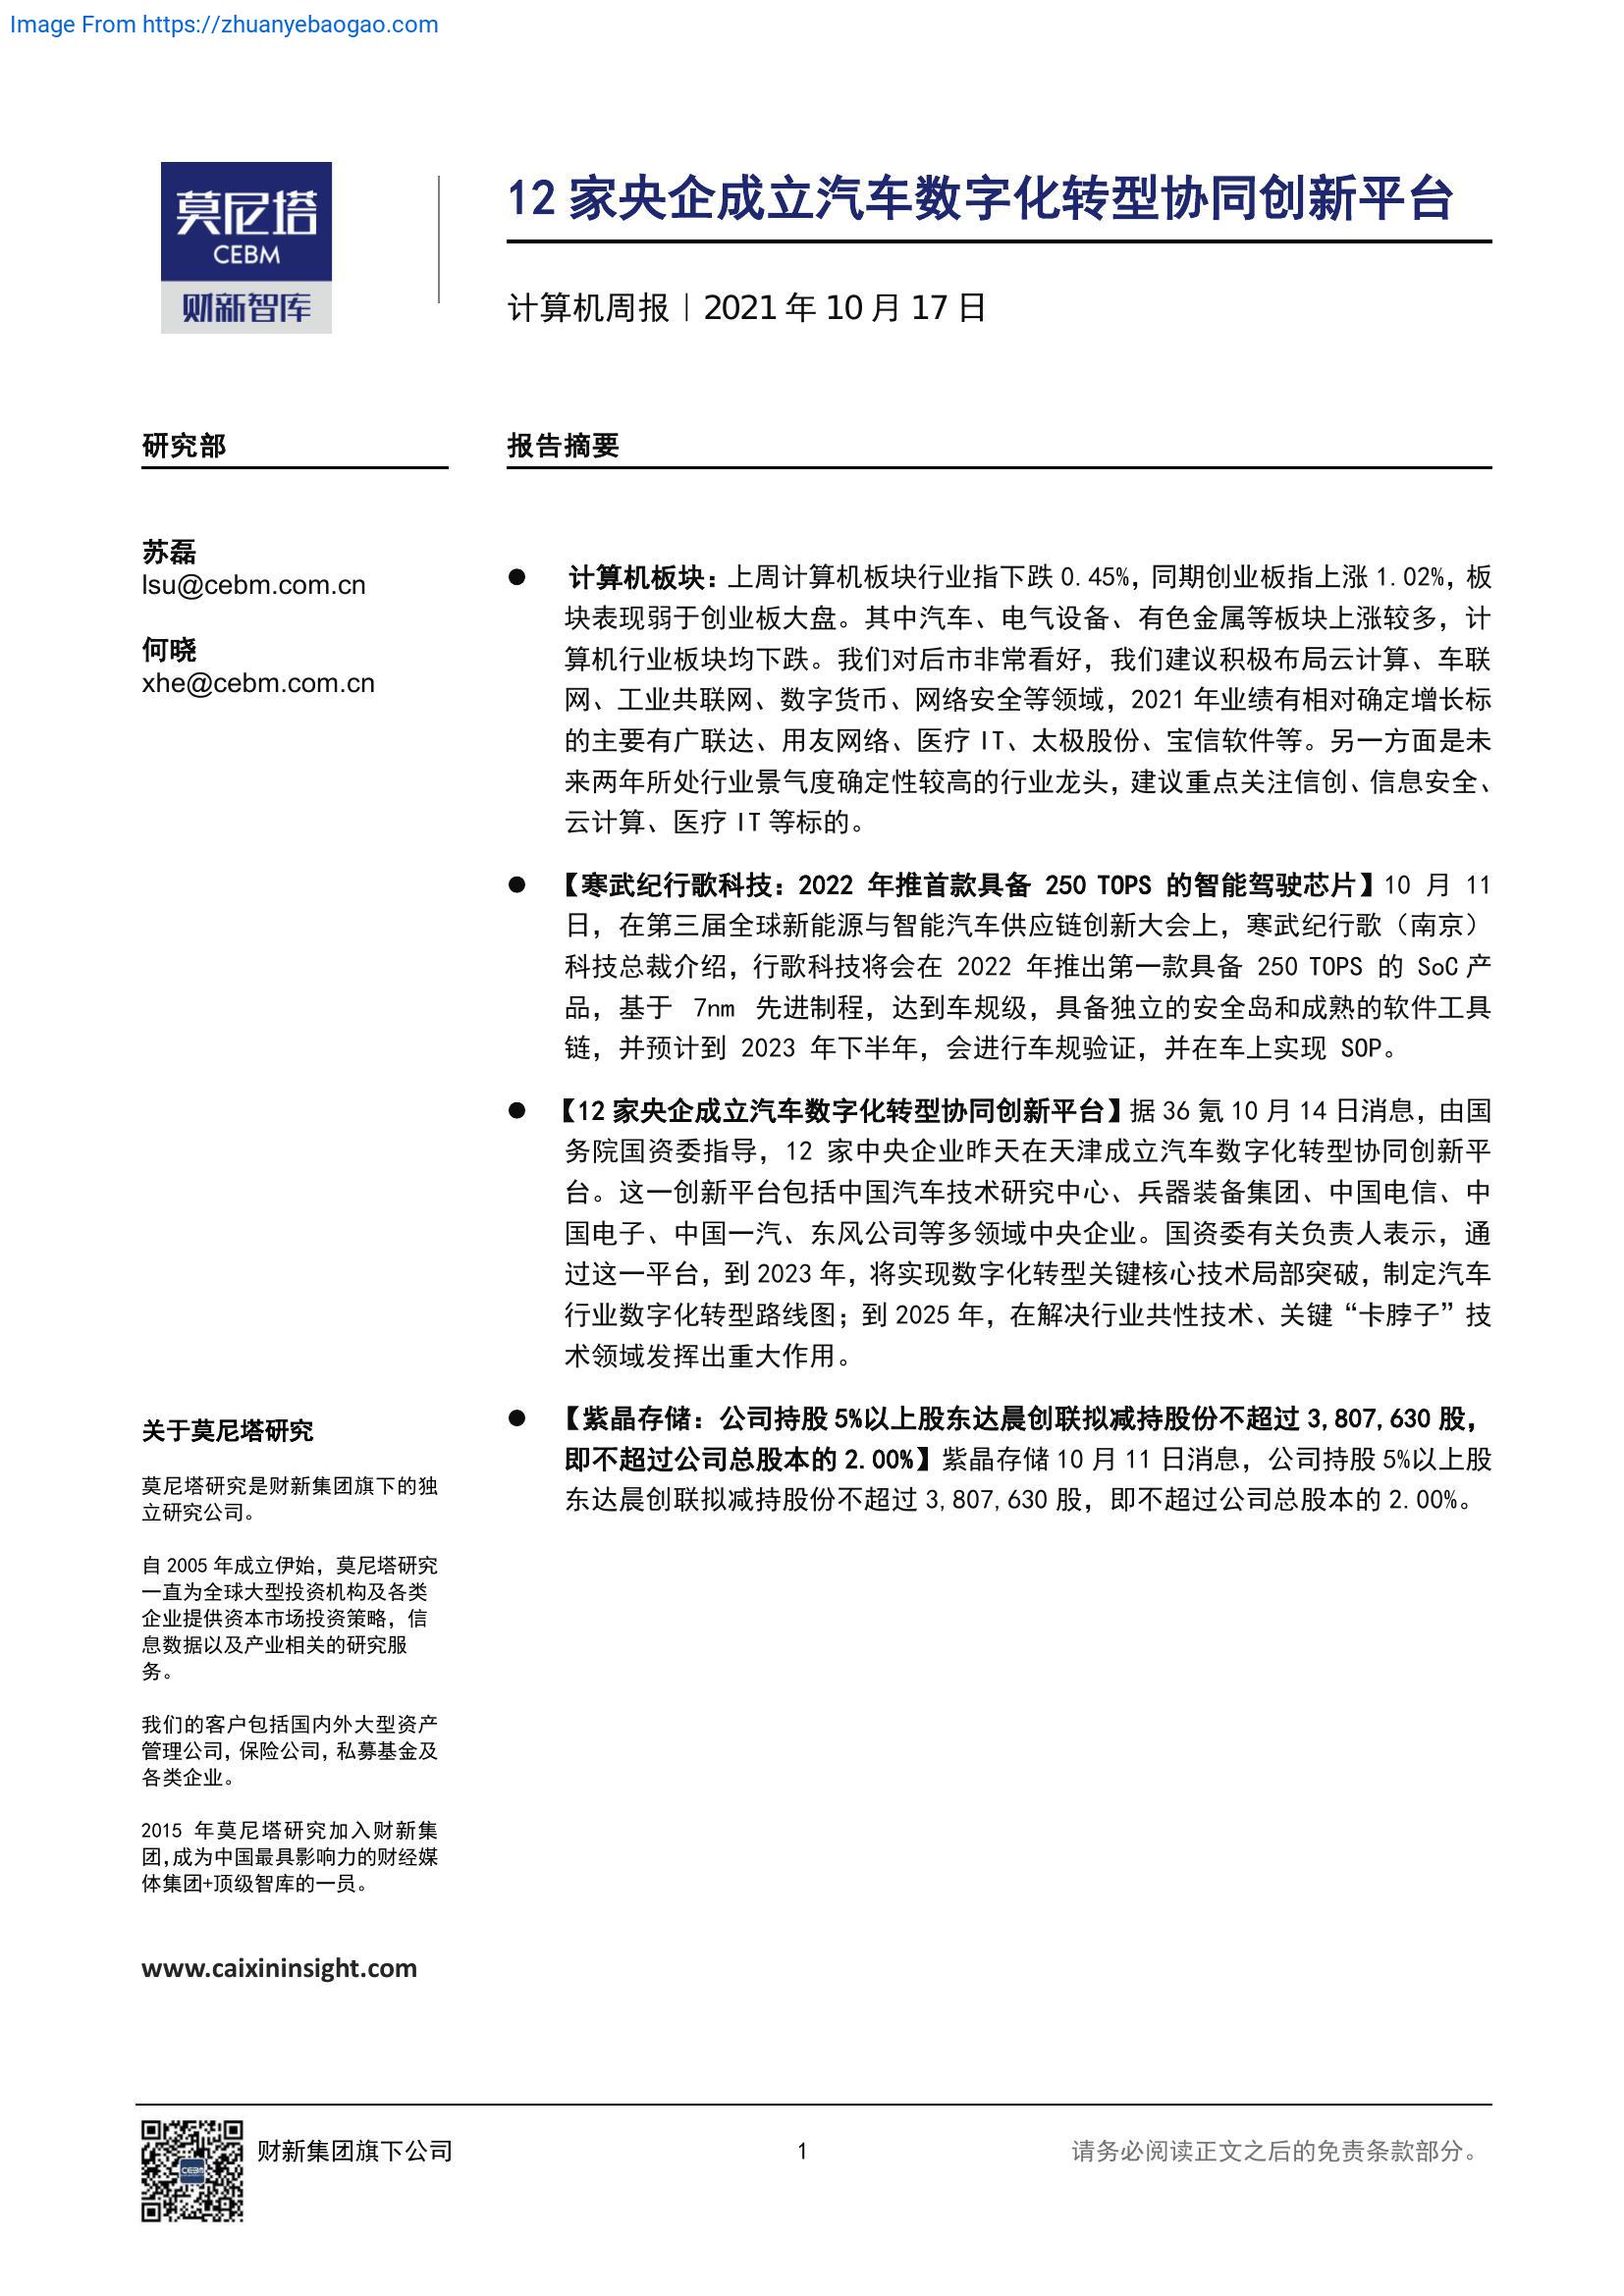 Image From https://zhuanyebaogao.com
莫尼塔
CEBM
财新智库
12 家央企成立汽车数字化转型协同创新平台
计算机周报｜2021 年 10 月 17 日
研究部
苏磊
lsu@cebm.com.cn
何晓
xhe@cebm.com.cn
报告摘要
● 计算机板块：上周计算机板块行业指下跌 0.45%，同期创业板指上涨 1.02%，板
块表现弱于创业板大盘。其中汽车、电气设备、有色金属等板块上涨较多，计
算机行业板块均下跌。我们对后市非常看好，我们建议积极布局云计算、车联
网、工业共联网、数字货币、网络安全等领域，2021 年业绩有相对确定增长标
的主要有广联达、用友网络、医疗 IT、太极股份、宝信软件等。另一方面是未
来两年所处行业景气度确定性较高的行业龙头，建议重点关注信创、信息安全、
云计算、医疗 IT 等标的。
● 【寒武纪行歌科技：2022 年推首款具备 250 TOPS 的智能驾驶芯片】10 月 11
日，在第三届全球新能源与智能汽车供应链创新大会上，寒武纪行歌（南京）
科技总裁介绍，行歌科技将会在 2022 年推出第一款具备 250 TOPS 的 SoC 产
品，基于 7nm 先进制程，达到车规级，具备独立的安全岛和成熟的软件工具
链，并预计到 2023 年下半年，会进行车规验证，并在车上实现 SOP。
● 【12 家央企成立汽车数字化转型协同创新平台】据 36 氪 10 月 14 日消息，由国
务院国资委指导，12 家中央企业昨天在天津成立汽车数字化转型协同创新平
台。这一创新平台包括中国汽车技术研究中心、兵器装备集团、中国电信、中
国电子、中国一汽、东风公司等多领域中央企业。国资委有关负责人表示，通
过这一平台，到 2023 年，将实现数字化转型关键核心技术局部突破，制定汽车
行业数字化转型路线图；到 2025 年，在解决行业共性技术、关键“卡脖子”技
术领域发挥出重大作用。
● 【紫晶存储：公司持股 5%以上股东达晨创联拟减持股份不超过 3,807,630 股，
即不超过公司总股本的 2.00%】紫晶存储 10 月 11 日消息，公司持股 5%以上股
东达晨创联拟减持股份不超过 3,807,630 股，即不超过公司总股本的 2.00%。
关于莫尼塔研究
莫尼塔研究是财新集团旗下的独
立研究公司。
自 2005 年成立伊始，莫尼塔研究
一直为全球大型投资机构及各类
企业提供资本市场投资策略，信
息数据以及产业相关的研究服
务。
我们的客户包括国内外大型资产
管理公司，保险公司，私募基金及
各类企业。
2015 年莫尼塔研究加入财新集
团，成为中国最具影响力的财经媒
体集团+顶级智库的一员。
www.caixininsight.com
CEBM
财新集团旗下公司
1
请务必阅读正文之后的免责条款部分。